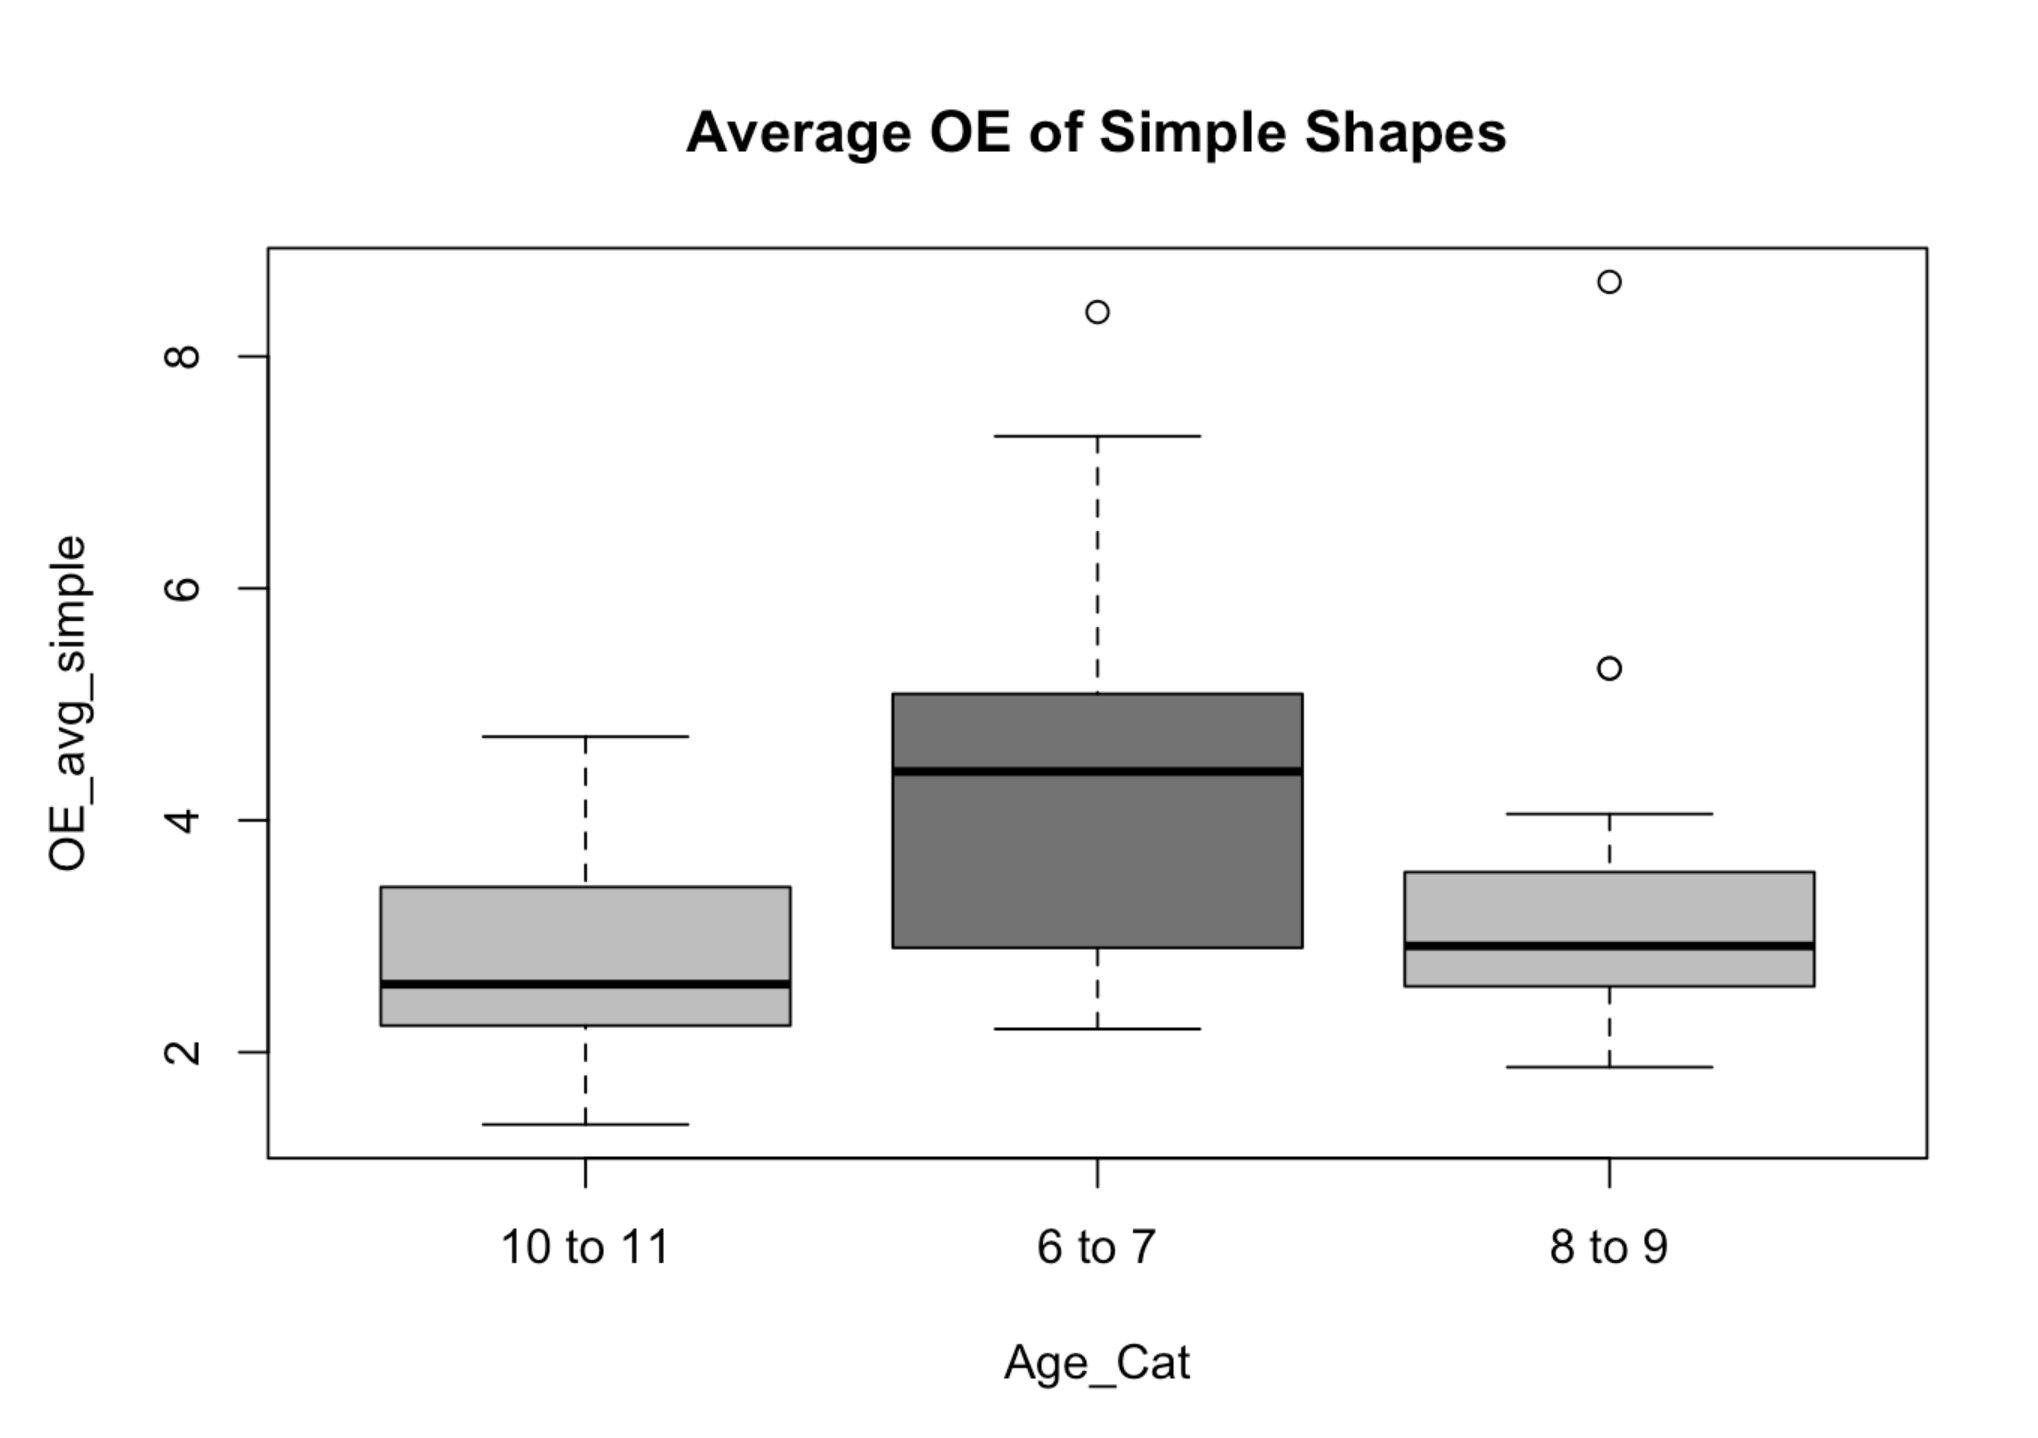 Average OE of Simple Shapes
OE_avg_simple
8
6
4
2
10 to 11
6 to 7
8 to 9
Age_Cat